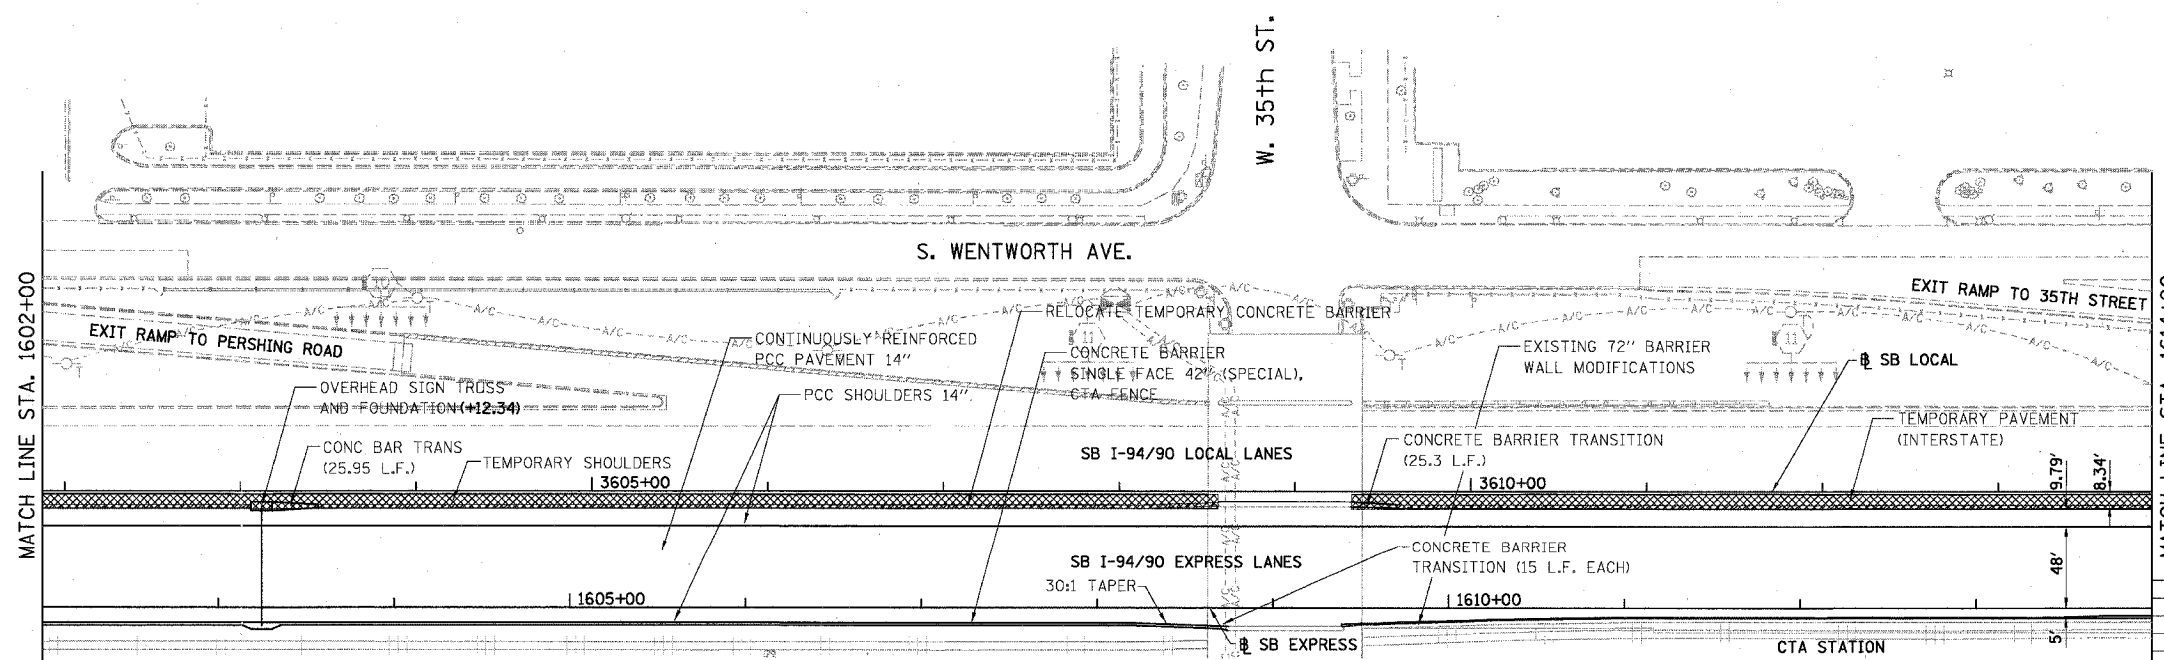 W. 35th ST.
S. WENTWORTH AVE.
MATCH LINE STA. 1602+00
EXIT RAMP TO PERSHING ROAD
EXIT RAMP TO 35TH STREET
RELOCATE TEMPORARY CONCRETE BARRIER
CONTINUOUSLY REINFORCED
PCC PAVEMENT 14"
CONCRETE BARRIER
SINGLE FACE 42" (SPECIAL),
CTA FENCE
EXISTING 72" BARRIER
WALL MODIFICATIONS
SB LOCAL
OVERHEAD SIGN TRUSS
AND FOUNDATION (+12.34)
PCC SHOULDERS 14"
TEMPORARY PAVEMENT
(INTERSTATE)
CONC BAR TRANS
(25.95 L.F.)
TEMPORARY SHOULDERS
SB I-94/90 LOCAL LANES
CONCRETE BARRIER TRANSITION
(25.3 L.F.)
3605+00
3610+00
9.79'
8.34'
SB I-94/90 EXPRESS LANES
CONCRETE BARRIER
TRANSITION (15 L.F. EACH)
30:1 TAPER
48'
1605+00
1610+00
SB EXPRESS
CTA STATION
5'
A/C A/C A/C A/C A/C A/C A/C A/C A/C
11
11
T
T
T